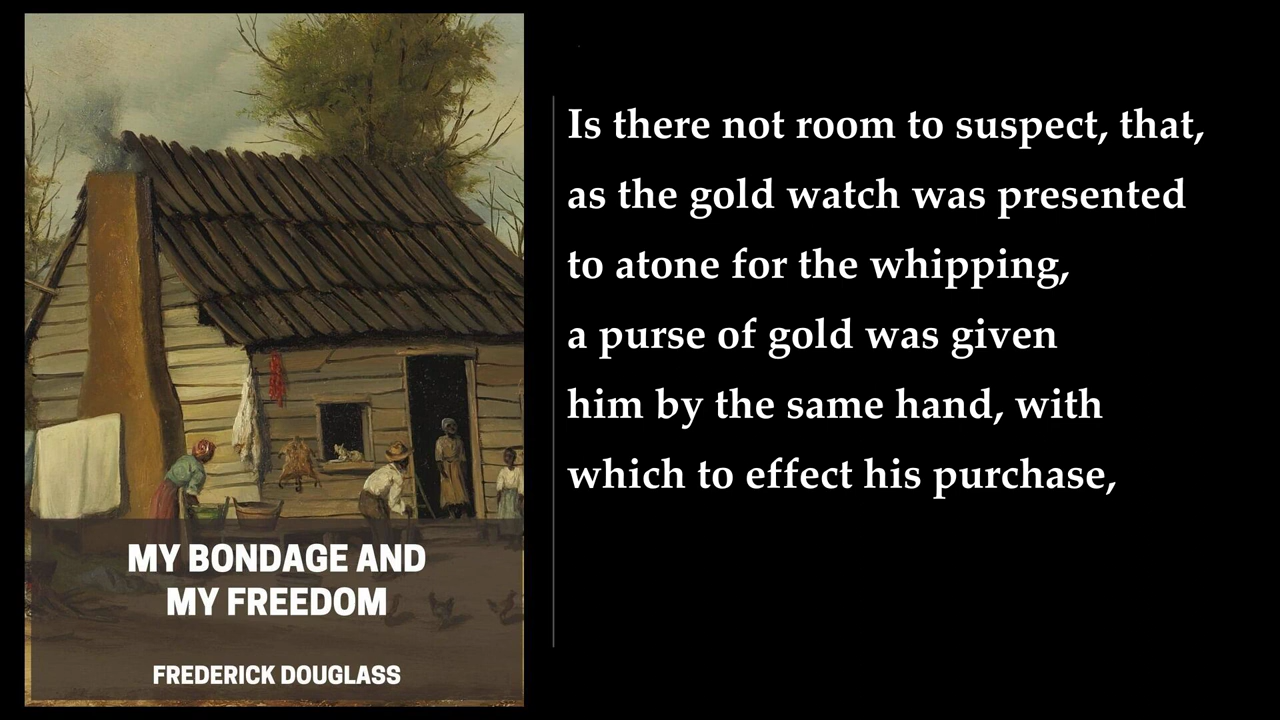 Is there not room to suspect, that,
as the gold watch was presented
to atone for the whipping,
a purse of gold was given
him by the same hand, with
which to effect his purchase,
MY BONDAGE AND
MY FREEDOM
FREDERICK DOUGLASS